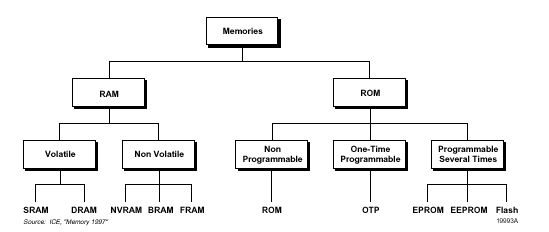 Memories
RAM
ROM
Volatile
Non Volatile
Non
Programmable
One-Time
Programmable
Programmable
Several Times
SRAM
DRAM
NVRAM
BRAM
FRAM
ROM
OTP
EPROM
EEPROM
Flash
Source: ICE, "Memory 1997"
19993A